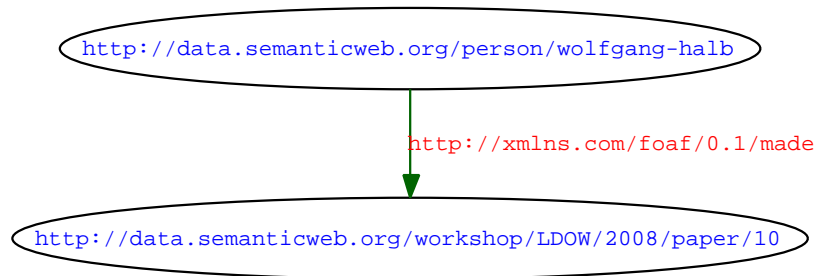 http://data.semanticweb.org/person/wolfgang-halb
http://xmlns.com/foaf/0.1/made
http://data.semanticweb.org/workshop/LDOW/2008/paper/10